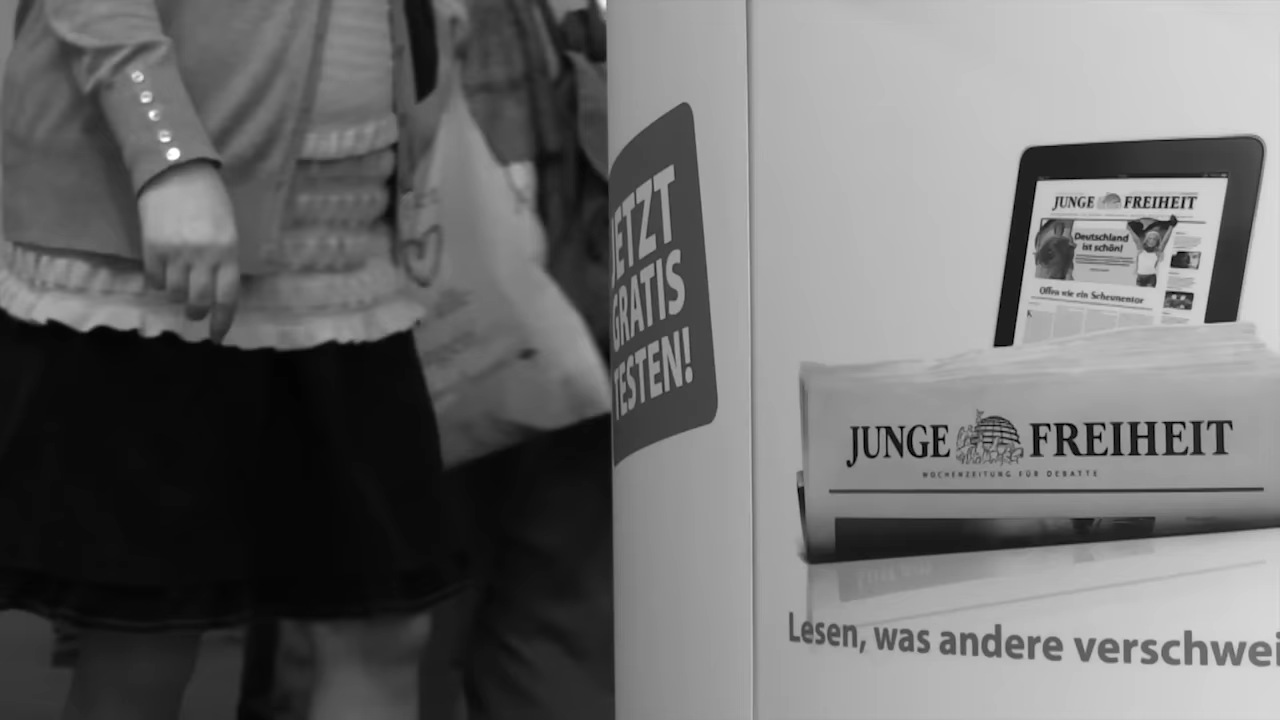 JETZT
GRATIS
TESTEN!
JUNGE FREIHEIT
Deutschland
ist schön!
Offen wie ein Scheunentor
JUNGE FREIHEIT
WOCHENZEITUNG FÜR DEBATTE
Lesen, was andere verschwei